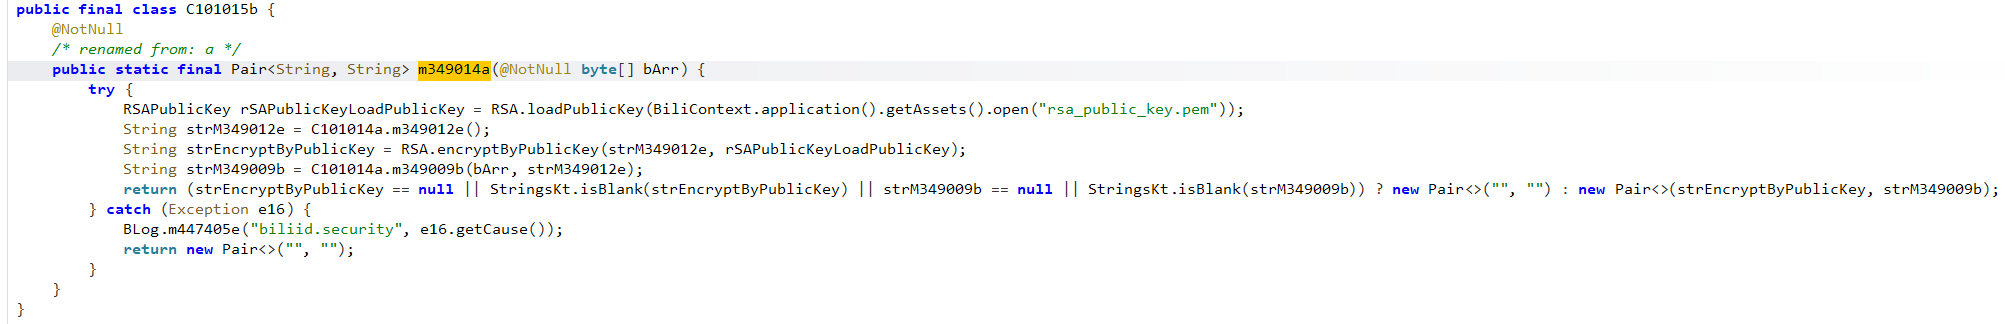 public final class C101015b {
@NotNull
/* renamed from: a */
public static final Pair<String, String> m349014a(@NotNull byte[] bArr) {
try {
RSAPublicKey rSAPublicKeyLoadPublicKey = RSA.loadPublicKey(BiliContext.application().getAssets().open("rsa_public_key.pem"));
String strM349012e = C101014a.m349012e();
String strEncryptByPublicKey = RSA.encryptByPublicKey(strM349012e, rSAPublicKeyLoadPublicKey);
String strM349009b = C101014a.m349009b(bArr, strM349012e);
return (strEncryptByPublicKey == null || StringsKt.isBlank(strEncryptByPublicKey) || strM349009b == null || StringsKt.isBlank(strM349009b)) ? new Pair<>("", "") : new Pair<>(strEncryptByPublicKey, strM349009b);
} catch (Exception e16) {
BLog.m447405e("biliid.security", e16.getCause());
return new Pair<>("", "");
}
}
}